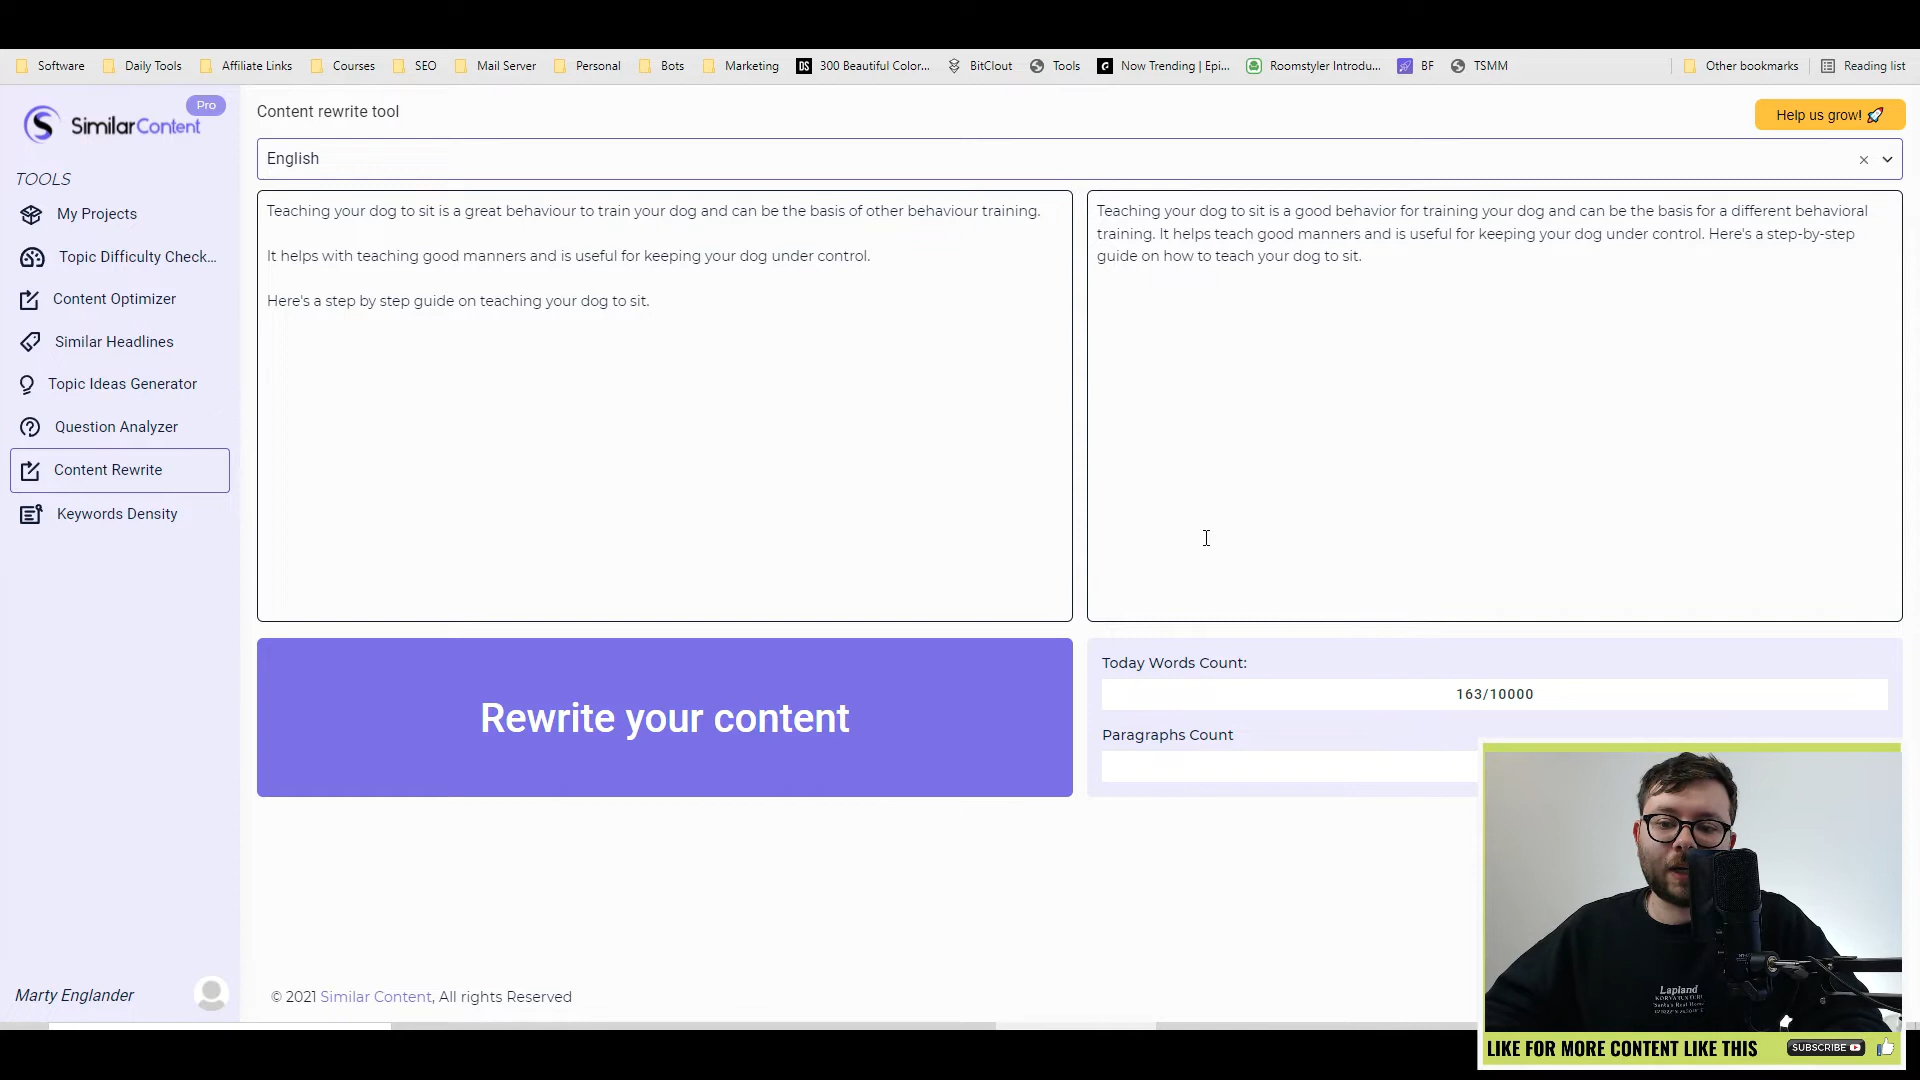 Software Daily Tools Affiliate Links Courses SEO Mail Server Personal Bots Marketing DS 300 Beautiful Color... BitClout Tools Now Trending | Epi... Roomstyler Introdu... BF TSMM Other bookmarks Reading list
Pro
SimilarContent
TOOLS
My Projects
Topic Difficulty Check...
Content Optimizer
Similar Headlines
Topic Ideas Generator
Question Analyzer
Content Rewrite
Keywords Density
Marty Englander
Content rewrite tool
Help us grow! 🚀
English
Teaching your dog to sit is a great behaviour to train your dog and can be the basis of other behaviour training.
It helps with teaching good manners and is useful for keeping your dog under control.
Here's a step by step guide on teaching your dog to sit.
Teaching your dog to sit is a good behavior for training your dog and can be the basis for a different behavioral
training. It helps teach good manners and is useful for keeping your dog under control. Here's a step-by-step
guide on how to teach your dog to sit.
Rewrite your content
Today Words Count:
163/10000
Paragraphs Count
© 2021 Similar Content, All rights Reserved
Lapland
LIKE FOR MORE CONTENT LIKE THIS
SUBSCRIBE